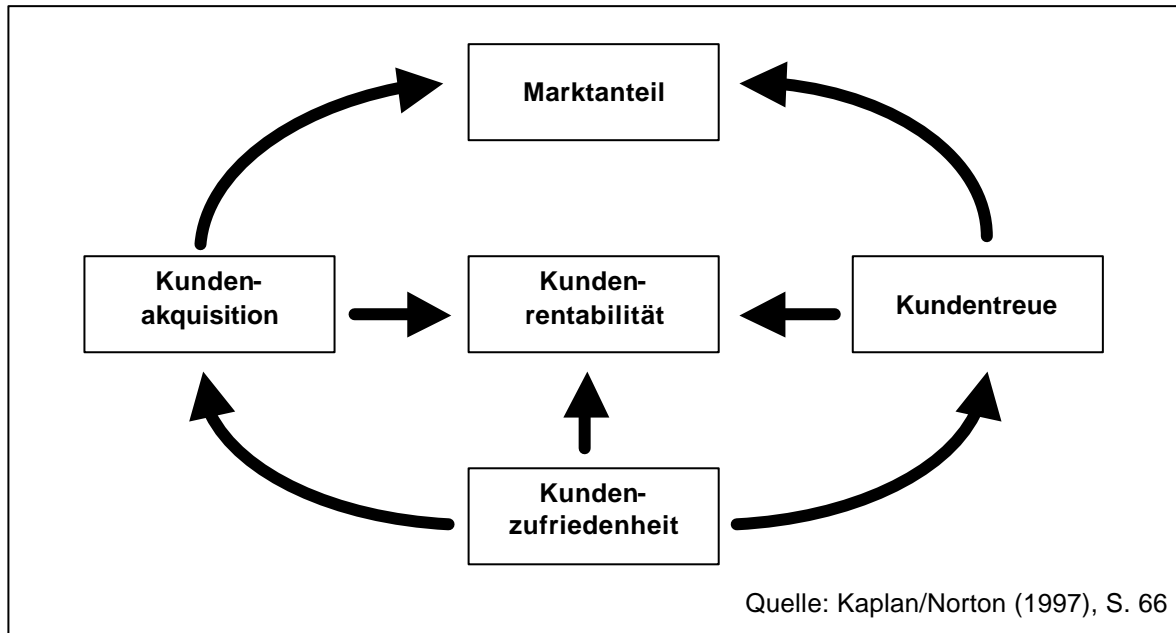 Marktanteil
Kunden-
akquisition
Kunden-
rentabilität
Kundentreue
Kunden-
zufriedenheit
Quelle: Kaplan/Norton (1997), S. 66